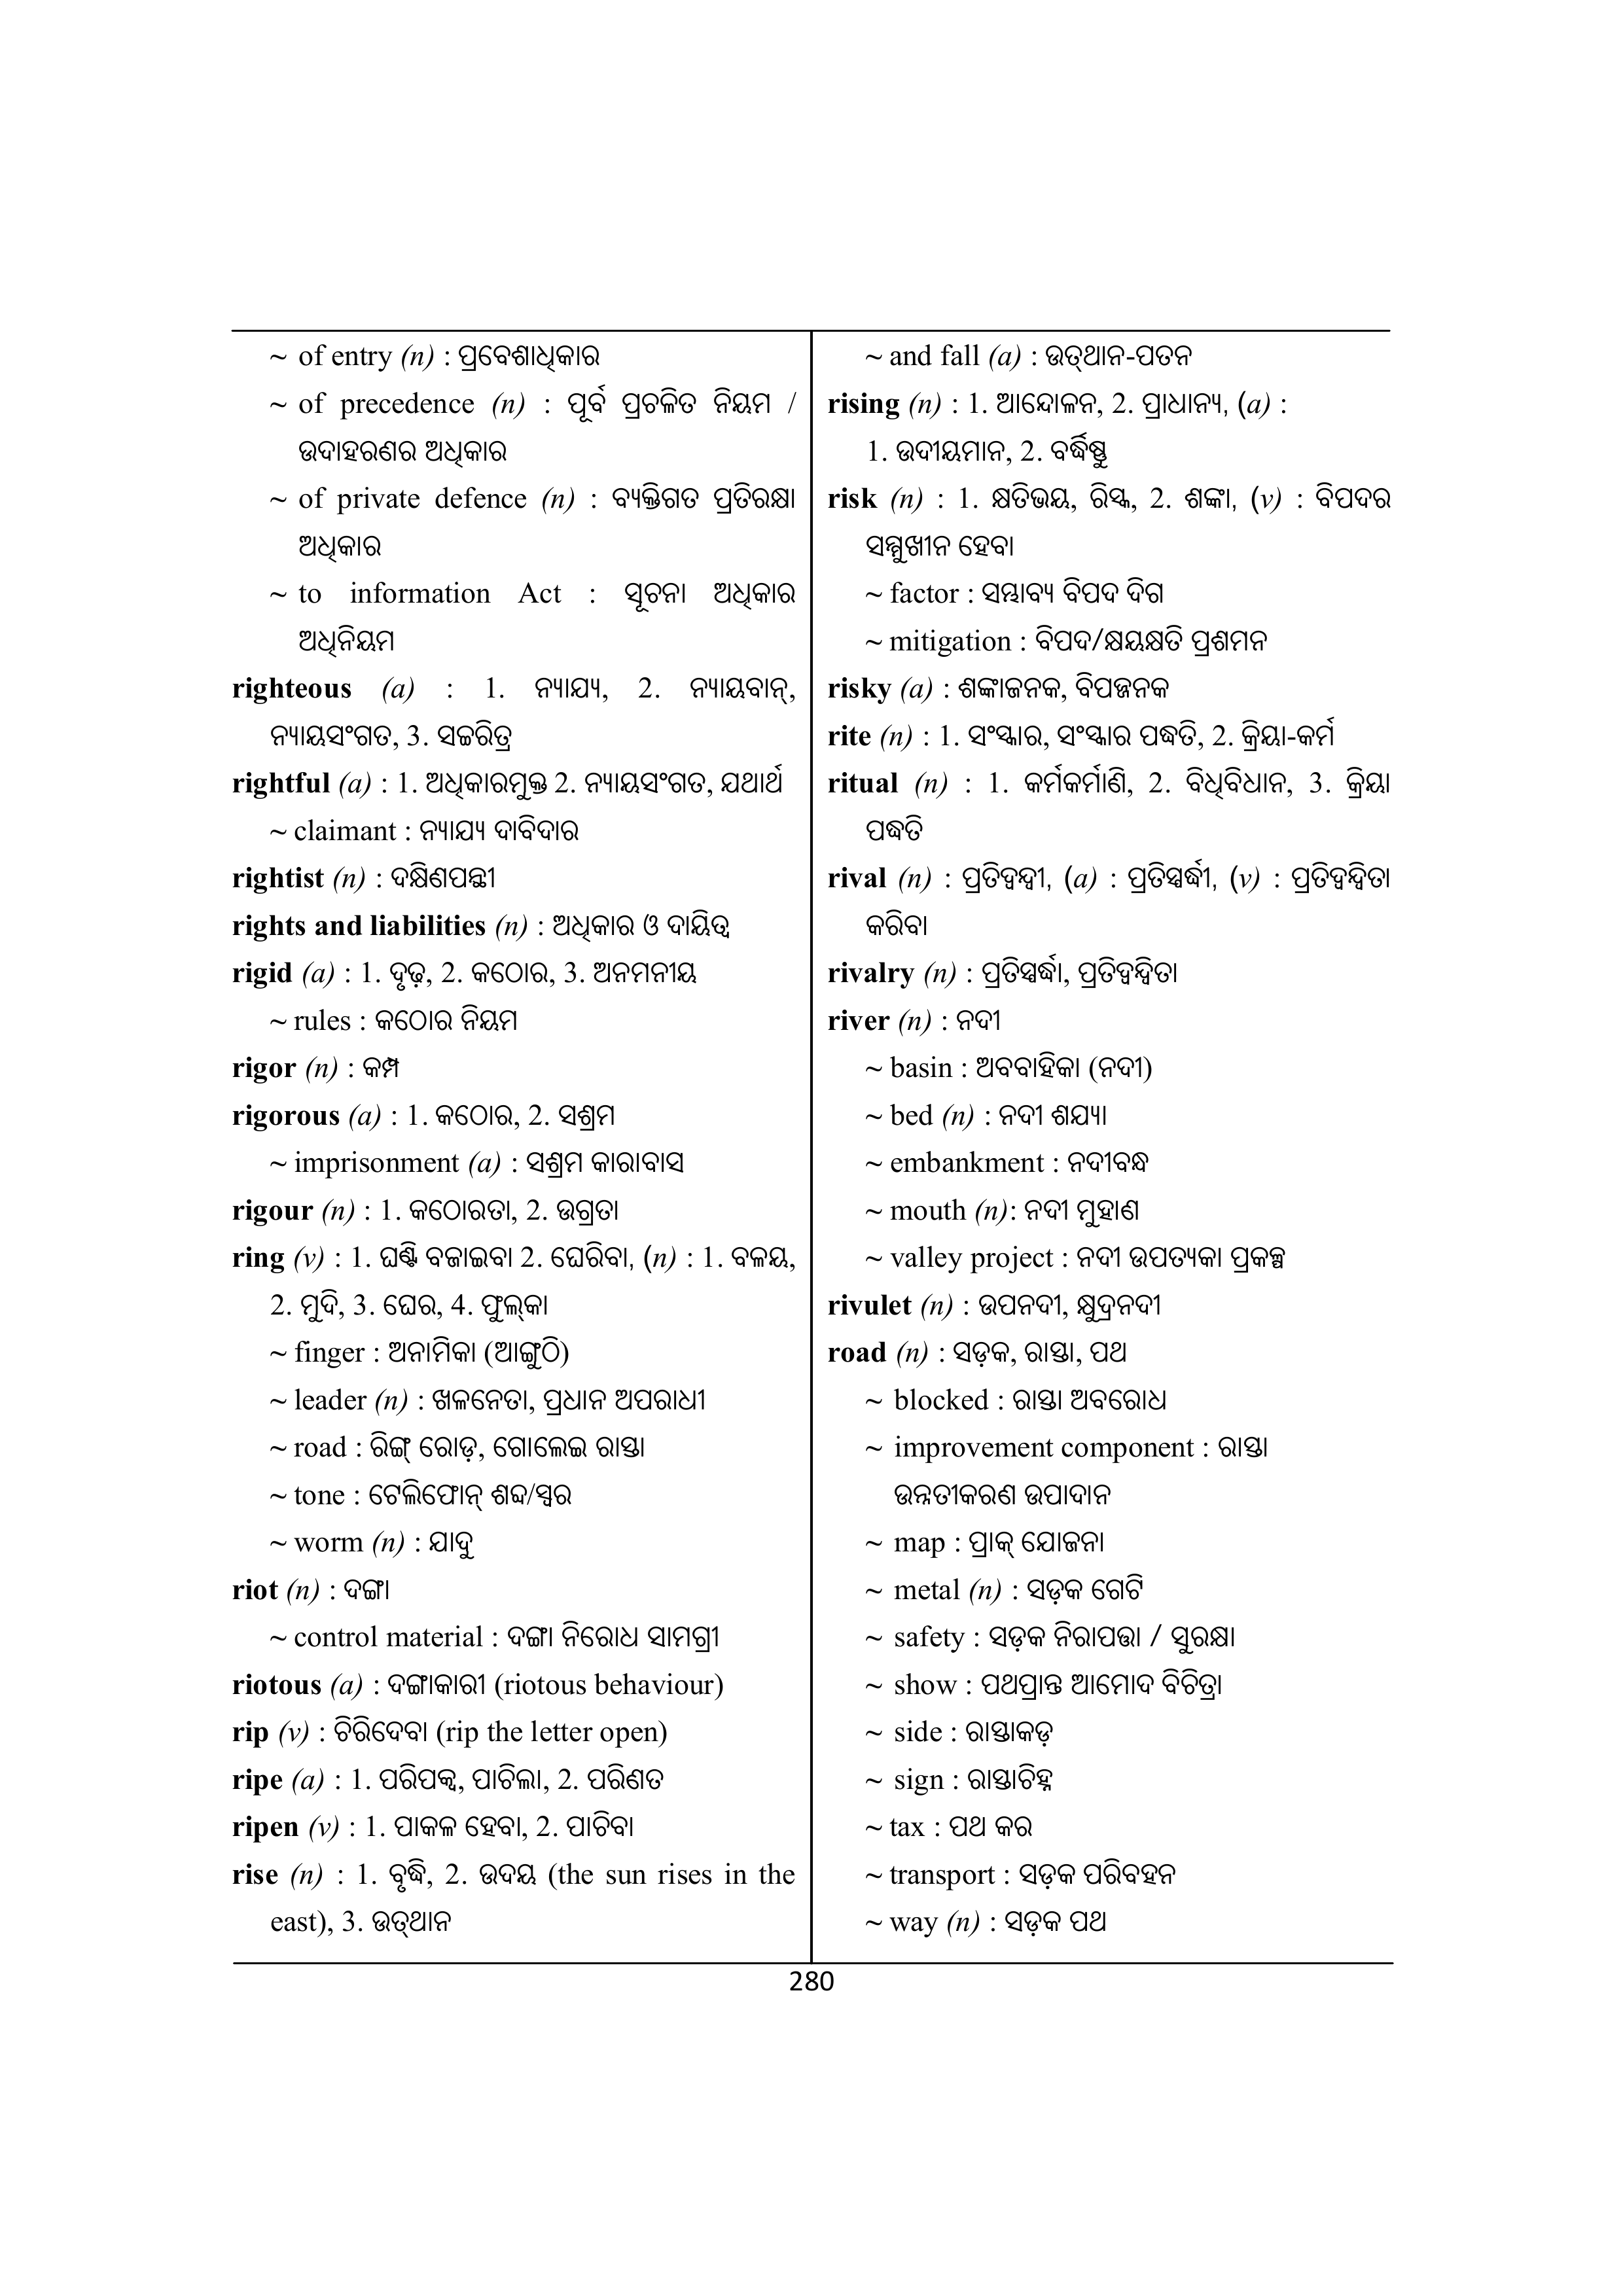 ~ of entry (n) : ପ୍ରବେଶାଧିକାର
~ of precedence (n) : ପୂର୍ବ ପ୍ରଚଳିତ ନିୟମ /
ଉଦାହରଣର ଅଧିକାର
~ of private defence (n) : ବ୍ୟକ୍ତିଗତ ପ୍ରତିରକ୍ଷା
ଅଧିକାର
~ to information Act : ସୂଚନା ଅଧିକାର
ଅଧିନିୟମ
righteous (a) : 1. ନ୍ୟାଯ୍ୟ, 2. ନ୍ୟାୟବାନ୍,
ନ୍ୟାୟସଂଗତ, 3. ସଚ୍ଚରିତ୍ର
rightful (a) : 1. ଅଧିକାରମୁକ୍ତ 2. ନ୍ୟାୟସଂଗତ, ଯଥାର୍ଥ
~ claimant : ନ୍ୟାଯ୍ୟ ଦାବିଦାର
rightist (n) : ଦକ୍ଷିଣପନ୍ଥୀ
rights and liabilities (n) : ଅଧିକାର ଓ ଦାୟିତ୍ୱ
rigid (a) : 1. ଦୃଢ଼, 2. କଠୋର, 3. ଅନମନୀୟ
~ rules : କଠୋର ନିୟମ
rigor (n) : କମ୍ପ
rigorous (a) : 1. କଠୋର, 2. ସଶ୍ରମ
~ imprisonment (a) : ସଶ୍ରମ କାରାବାସ
rigour (n) : 1. କଠୋରତା, 2. ଉଗ୍ରତା
ring (v) : 1. ଘଣ୍ଟି ବଜାଇବା 2. ଘେରିବା, (n) : 1. ବଳୟ,
2. ମୁଦି, 3. ଘେର, 4. ଫୁଲ୍‌କା
~ finger : ଅନାମିକା (ଆଙ୍ଗୁଠି)
~ leader (n) : ଖଳନେତା, ପ୍ରଧାନ ଅପରାଧୀ
~ road : ରିଙ୍ଗ୍ ରୋଡ଼, ଗୋଲେଇ ରାସ୍ତା
~ tone : ଟେଲିଫୋନ୍ ଶବ୍ଦ/ସ୍ୱର
~ worm (n) : ଯାଦୁ
riot (n) : ଦଙ୍ଗା
~ control material : ଦଙ୍ଗା ନିରୋଧ ସାମଗ୍ରୀ
riotous (a) : ଦଙ୍ଗାକାରୀ (riotous behaviour)
rip (v) : ଚିରିଦେବା (rip the letter open)
ripe (a) : 1. ପରିପକ୍ୱ, ପାଚିଲା, 2. ପରିଣତ
ripen (v) : 1. ପାକଳ ହେବା, 2. ପାଚିବା
rise (n) : 1. ବୃଦ୍ଧି, 2. ଉଦୟ (the sun rises in the
east), 3. ଉତ୍‌ଥାନ
~ and fall (a) : ଉତ୍‌ଥାନ-ପତନ
rising (n) : 1. ଆନ୍ଦୋଳନ, 2. ପ୍ରାଧାନ୍ୟ, (a) :
1. ଉଦୀୟମାନ, 2. ବର୍ଦ୍ଧିଷ୍ଣୁ
risk (n) : 1. କ୍ଷତିଭୟ, ରିସ୍କ, 2. ଶଙ୍କା, (v) : ବିପଦର
ସମ୍ମୁଖୀନ ହେବା
~ factor : ସମ୍ଭାବ୍ୟ ବିପଦ ଦିଗ
~ mitigation : ବିପଦ/କ୍ଷୟକ୍ଷତି ପ୍ରଶମନ
risky (a) : ଶଙ୍କାଜନକ, ବିପଜ୍ଜନକ
rite (n) : 1. ସଂସ୍କାର, ସଂସ୍କାର ପଦ୍ଧତି, 2. କ୍ରିୟା-କର୍ମ
ritual (n) : 1. କର୍ମକର୍ମାଣି, 2. ବିଧିବିଧାନ, 3. କ୍ରିୟା
ପଦ୍ଧତି
rival (n) : ପ୍ରତିଦ୍ୱନ୍ଦ୍ୱୀ, (a) : ପ୍ରତିସ୍ପର୍ଦ୍ଧୀ, (v) : ପ୍ରତିଦ୍ୱନ୍ଦ୍ୱିତା
କରିବା
rivalry (n) : ପ୍ରତିସ୍ପର୍ଦ୍ଧା, ପ୍ରତିଦ୍ୱନ୍ଦ୍ୱିତା
river (n) : ନଦୀ
~ basin : ଅବବାହିକା (ନଦୀ)
~ bed (n) : ନଦୀ ଶଯ୍ୟା
~ embankment : ନଦୀବନ୍ଧ
~ mouth (n): ନଦୀ ମୁହାଣ
~ valley project : ନଦୀ ଉପତ୍ୟକା ପ୍ରକଳ୍ପ
rivulet (n) : ଉପନଦୀ, କ୍ଷୁଦ୍ରନଦୀ
road (n) : ସଡ଼କ, ରାସ୍ତା, ପଥ
~ blocked : ରାସ୍ତା ଅବରୋଧ
~ improvement component : ରାସ୍ତା
ଉନ୍ନତୀକରଣ ଉପାଦାନ
~ map : ପ୍ରାକ୍ ଯୋଜନା
~ metal (n) : ସଡ଼କ ଗେଟି
~ safety : ସଡ଼କ ନିରାପତ୍ତା / ସୁରକ୍ଷା
~ show : ପଥପ୍ରାନ୍ତ ଆମୋଦ ବିଚିତ୍ରା
~ side : ରାସ୍ତାକଡ଼
~ sign : ରାସ୍ତାଚିହ୍ନ
~ tax : ପଥ କର
~ transport : ସଡ଼କ ପରିବହନ
~ way (n) : ସଡ଼କ ପଥ
280